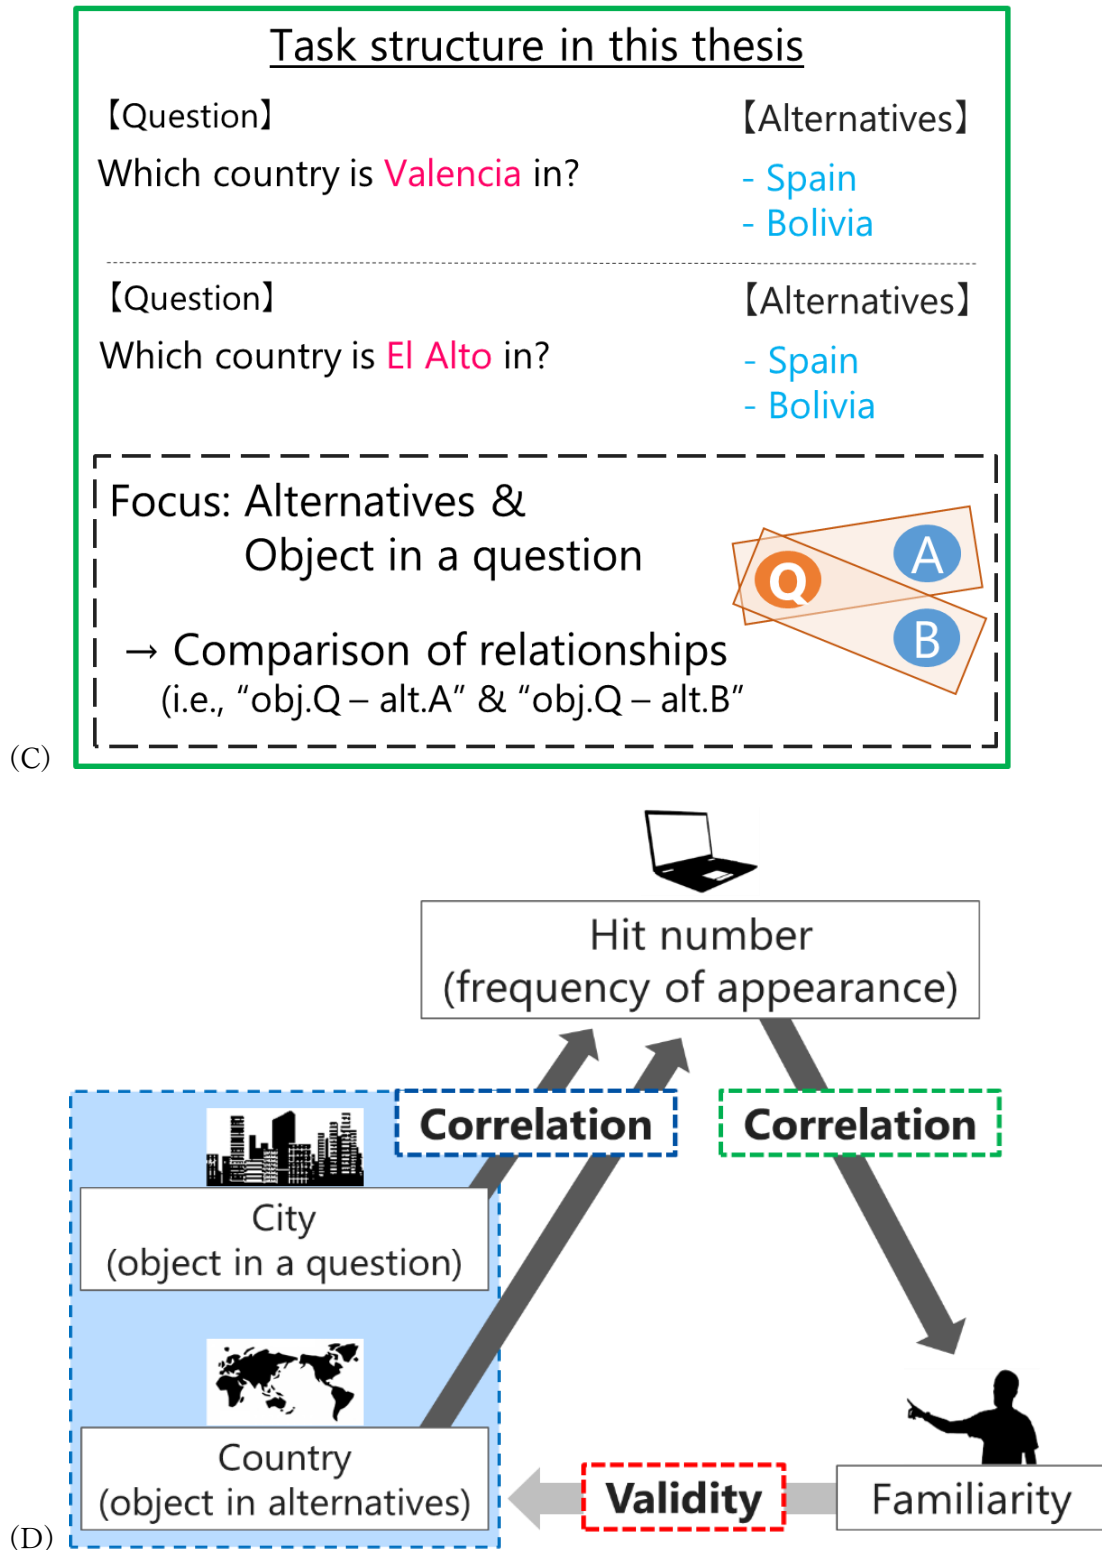 Task structure in this thesis
【Question】
【Alternatives】
Which country is Valencia in?
- Spain
- Bolivia
【Question】
【Alternatives】
Which country is El Alto in?
- Spain
- Bolivia
Focus: Alternatives &
Object in a question
→ Comparison of relationships
(i.e., “obj.Q – alt.A” & “obj.Q – alt.B”
Q
A
B
(C)
Hit number
(frequency of appearance)
Correlation
Correlation
City
(object in a question)
Country
(object in alternatives)
Validity
Familiarity
(D)